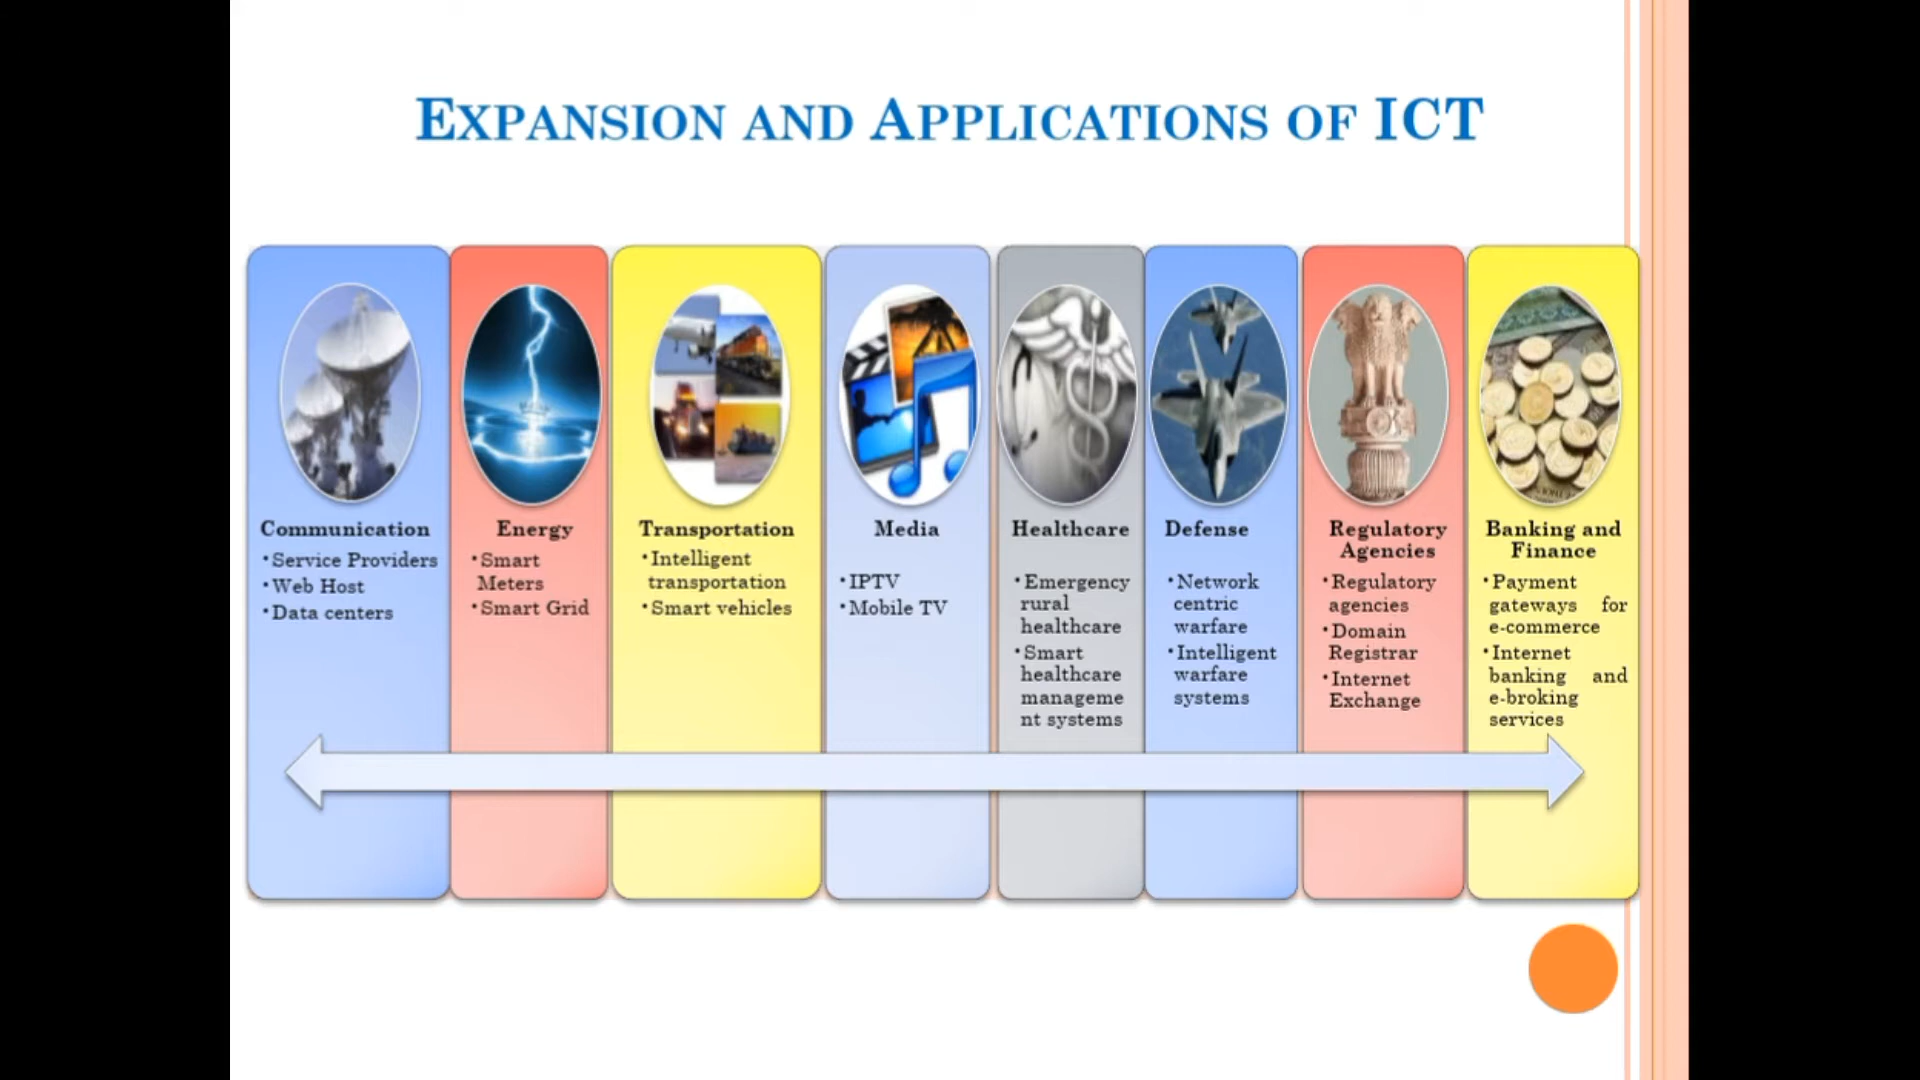 EXPANSION AND APPLICATIONS OF ICT
Communication
•Service Providers
•Web Host
•Data centers
Energy
•Smart
Meters
•Smart Grid
Transportation
•Intelligent
transportation
•Smart vehicles
Media
•IPTV
•Mobile TV
Healthcare
•Emergency
rural
healthcare
•Smart
healthcare
manageme
nt systems
Defense
•Network
centric
warfare
•Intelligent
warfare
systems
Regulatory
Agencies
•Regulatory
agencies
•Domain
Registrar
•Internet
Exchange
Banking and
Finance
•Payment
gateways for
e-commerce
•Internet
banking and
e-broking
services